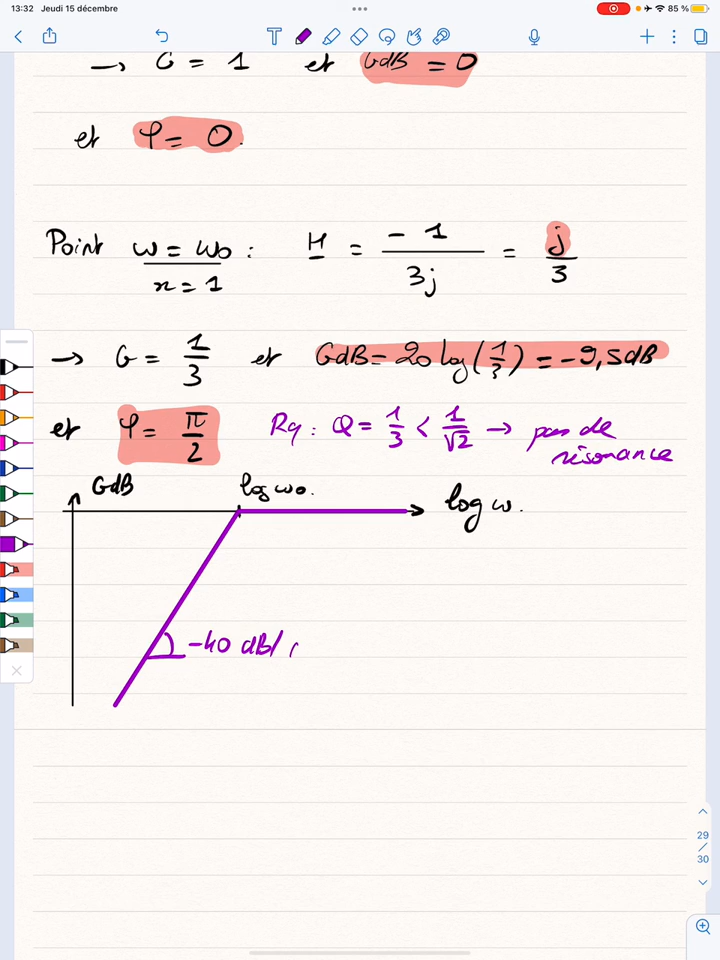 13:32 Jeudi 15 décembre
85 %
→ G = 1 et GdB = 0
et φ = 0.
Point ω = ω0 : H = - 1 / 3j = j / 3
x = 1
→ G = 1/3 et GdB = 20 log(1/3) = -9,5dB
et φ = π/2 Rq : Q = 1/3 < 1/√2 → pas de
résonance
GdB log ω0. log ω.
-40 dB/
29
/
30